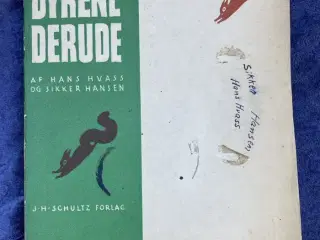 DYRENE
DERUDE
AF HANS HVASS
OG SIKKER HANSEN
J·H·SCHULTZ FORLAG
Sikker Hansen
Hans Hvass